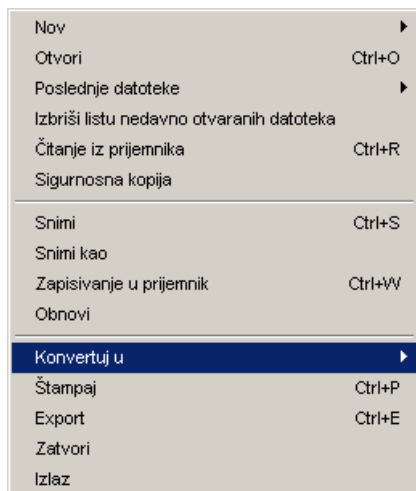 Nov
Otvori Ctrl+O
Poslednje datoteke
Izbriši listu nedavno otvaranih datoteka
Čitanje iz prijemnika Ctrl+R
Sigurnosna kopija
Snimi Ctrl+S
Snimi kao
Zapisivanje u prijemnik Ctrl+W
Obnovi
Konvertuj u
Štampaj Ctrl+P
Export Ctrl+E
Zatvori
Izlaz